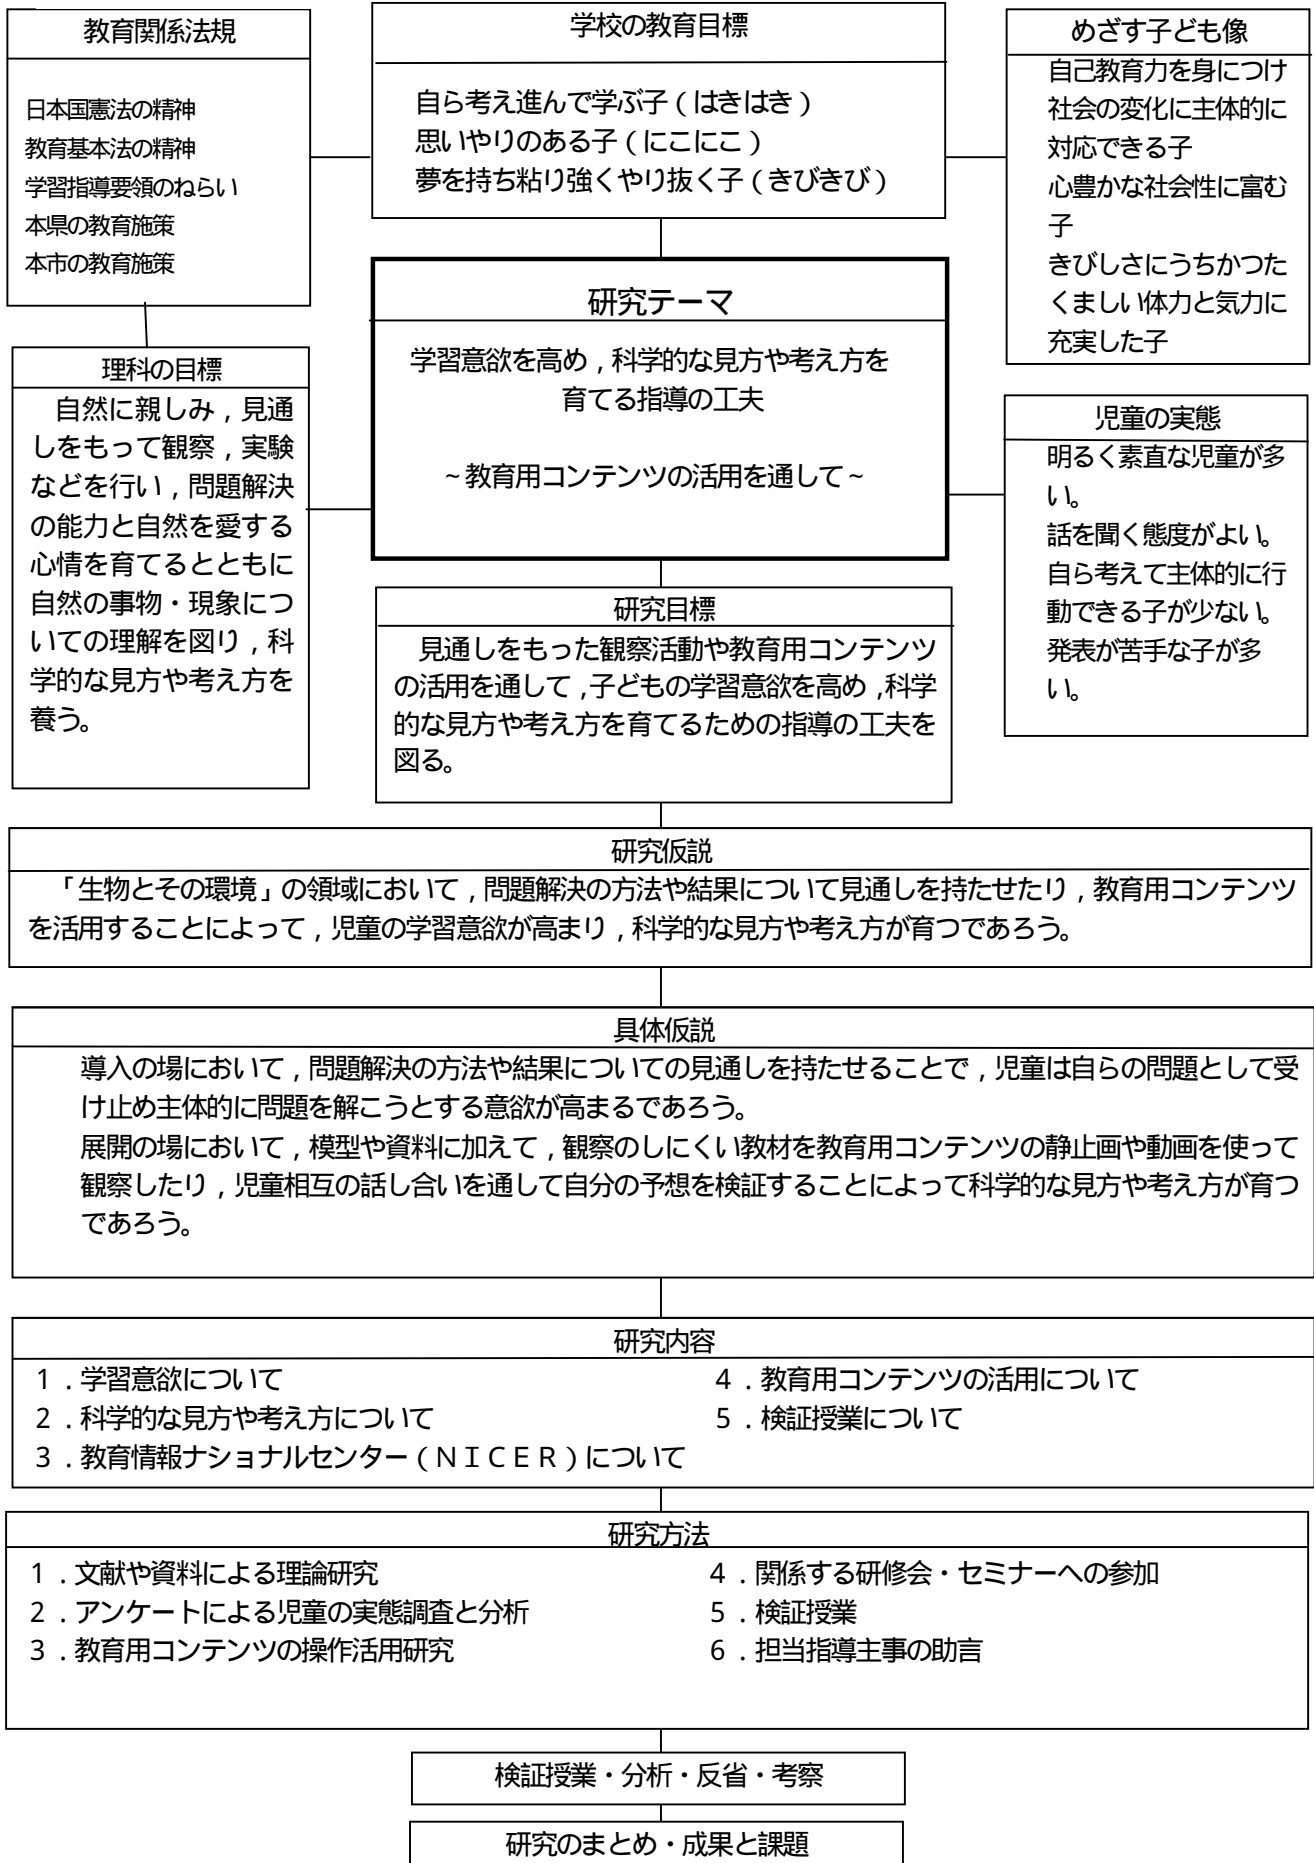 教育関係法規
日本国憲法の精神
教育基本法の精神
学習指導要領のねらい
本県の教育施策
本市の教育施策
学校の教育目標
自ら考え進んで学ぶ子(はきはき)
思いやりのある子(にこにこ)
夢を持ち粘り強くやり抜く子(きびきび)
めざす子ども像
自己教育力を身につけ
社会の変化に主体的に
対応できる子
心豊かな社会性に富む
子
きびしさにうちかつた
くましい体力と気力に
充実した子
研究テーマ
学習意欲を高め,科学的な見方や考え方を
育てる指導の工夫
~教育用コンテンツの活用を通して~
理科の目標
自然に親しみ,見通
しをもって観察,実験
などを行い,問題解決
の能力と自然を愛する
心情を育てるとともに
自然の事物・現象につ
いての理解を図り,科
学的な見方や考え方を
養う。
児童の実態
明るく素直な児童が多
い。
話を聞く態度がよい。
自ら考えて主体的に行
動できる子が少ない。
発表が苦手な子が多
い。
研究目標
見通しをもった観察活動や教育用コンテンツ
の活用を通して,子どもの学習意欲を高め,科学
的な見方や考え方を育てるための指導の工夫を
図る。
研究仮説
「生物とその環境」の領域において,問題解決の方法や結果について見通しを持たせたり,教育用コンテンツ
を活用することによって,児童の学習意欲が高まり,科学的な見方や考え方が育つであろう。
具体仮説
導入の場において,問題解決の方法や結果についての見通しを持たせることで,児童は自らの問題として受
け止め主体的に問題を解こうとする意欲が高まるであろう。
展開の場において,模型や資料に加えて,観察のしにくい教材を教育用コンテンツの静止画や動画を使って
観察したり,児童相互の話し合いを通して自分の予想を検証することによって科学的な見方や考え方が育つ
であろう。
研究内容
1.学習意欲について
2.科学的な見方や考え方について
3.教育情報ナショナルセンター(NICER)について
4.教育用コンテンツの活用について
5.検証授業について
研究方法
1.文献や資料による理論研究
2.アンケートによる児童の実態調査と分析
3.教育用コンテンツの操作活用研究
4.関係する研修会・セミナーへの参加
5.検証授業
6.担当指導主事の助言
検証授業・分析・反省・考察
研究のまとめ・成果と課題